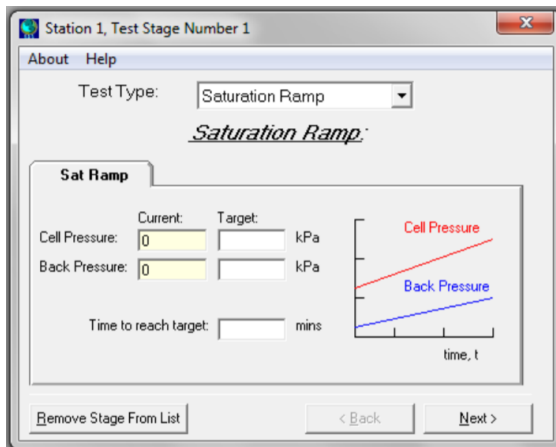 Station 1, Test Stage Number 1
About Help
Test Type: Saturation Ramp
Saturation Ramp:
Sat Ramp
Current: Target:
Cell Pressure: 0 kPa
Back Pressure: 0 kPa
Time to reach target: mins
Cell Pressure
Back Pressure
time, t
Remove Stage From List < Back Next >